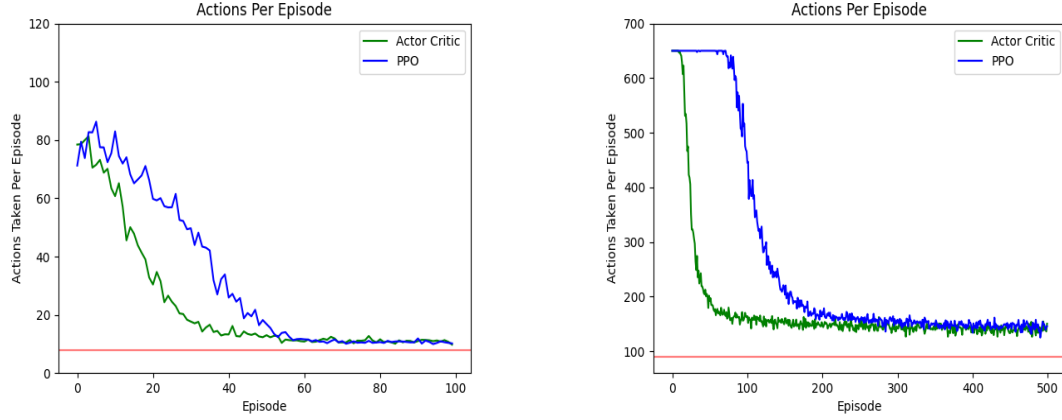 Actions Per Episode
Actor Critic
PPO
Actions Taken Per Episode
120
100
80
60
40
20
0
0 20 40 60 80 100
Episode
Actions Per Episode
Actor Critic
PPO
Actions Taken Per Episode
700
600
500
400
300
200
100
0 100 200 300 400 500
Episode